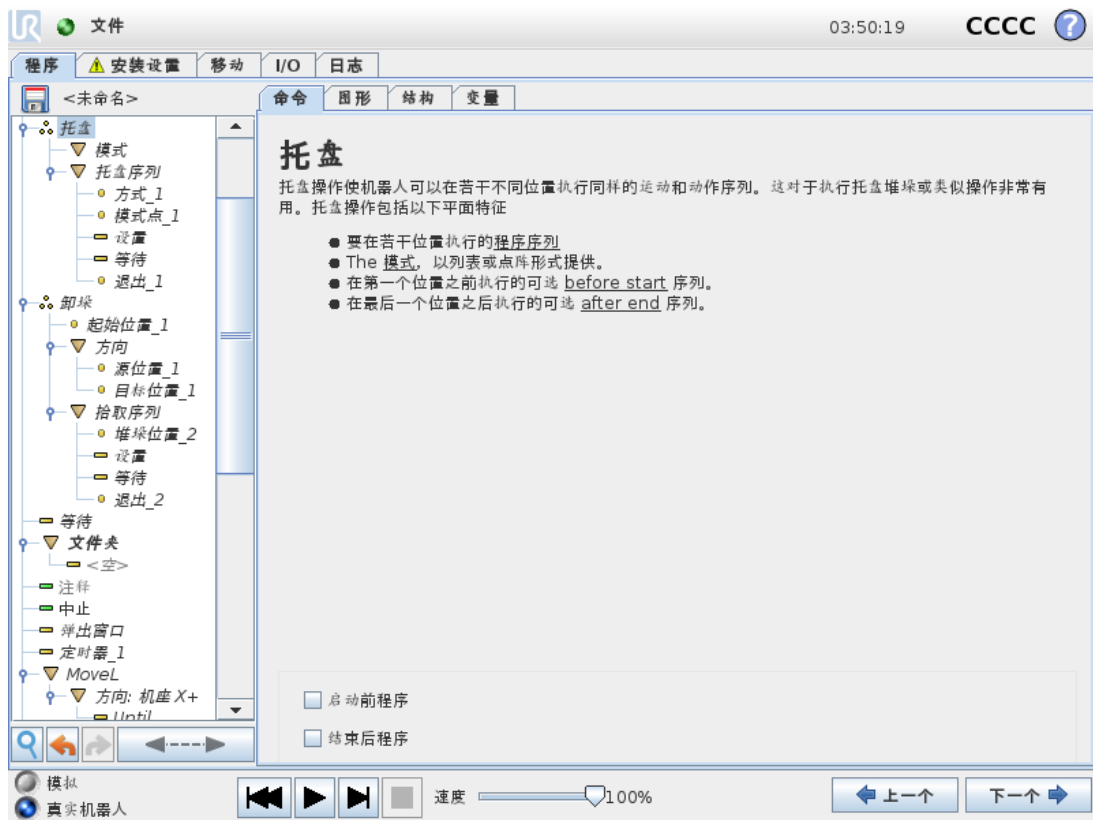 UR 文件 03:50:19 CCCC ?
程序 安装设置 移动 I/O 日志
<未命名>
命令 图形 结构 变量
托盘
模式
托盘序列
方式_1
模式点_1
设置
等待
退出_1
卸垛
起始位置_1
方向
源位置_1
目标位置_1
拾取序列
堆垛位置_2
设置
等待
退出_2
等待
文件夹
<空>
注释
中止
弹出窗口
定时器_1
MoveL
方向: 机座 X+
Until
托盘
托盘操作使机器人可以在若干不同位置执行同样的运动和动作序列。这对于执行托盘堆垛或类似操作非常有
用。托盘操作包括以下平面特征
要在若干位置执行的程序序列
The 模式，以列表或点阵形式提供。
在第一个位置之前执行的可选 before start 序列。
在最后一个位置之后执行的可选 after end 序列。
启动前程序
结束后程序
模拟
真实机器人
速度 100%
上一个 下一个